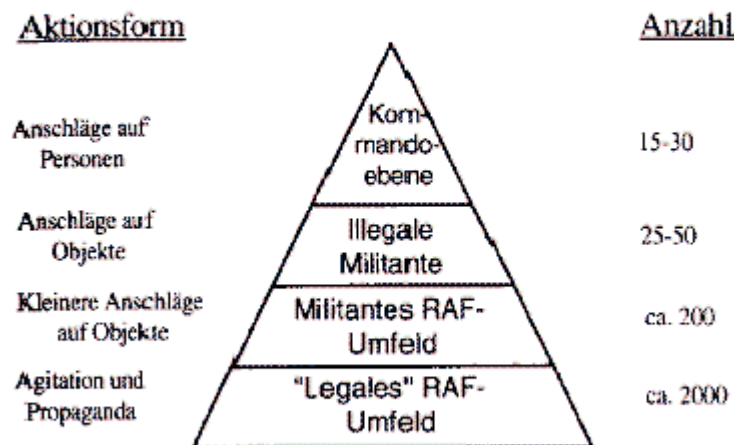 Aktionsform
Anzahl
Anschläge auf
Personen
Kom-
mando-
ebene
15-30
Anschläge auf
Objekte
Illegale
Militante
25-50
Kleinere Anschläge
auf Objekte
Militantes RAF-
Umfeld
ca. 200
Agitation und
Propaganda
"Legales" RAF-
Umfeld
ca. 2000